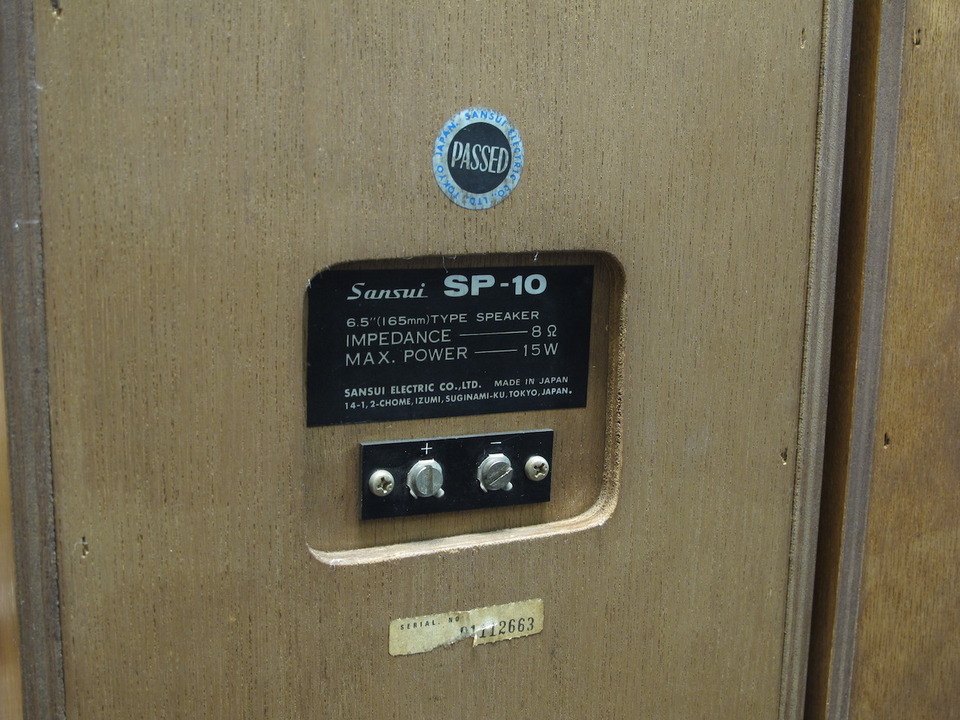 SANSUI ELECTRIC CO., LTD. TOKYO JAPAN.
PASSED
Sansui SP-10
6.5"(165mm)TYPE SPEAKER
IMPEDANCE 8Ω
MAX. POWER 15W
SANSUI ELECTRIC CO.,LTD. MADE IN JAPAN
14-1, 2-CHOME, IZUMI, SUGINAMI-KU, TOKYO, JAPAN.
+ −
SERIAL. NO
01112663